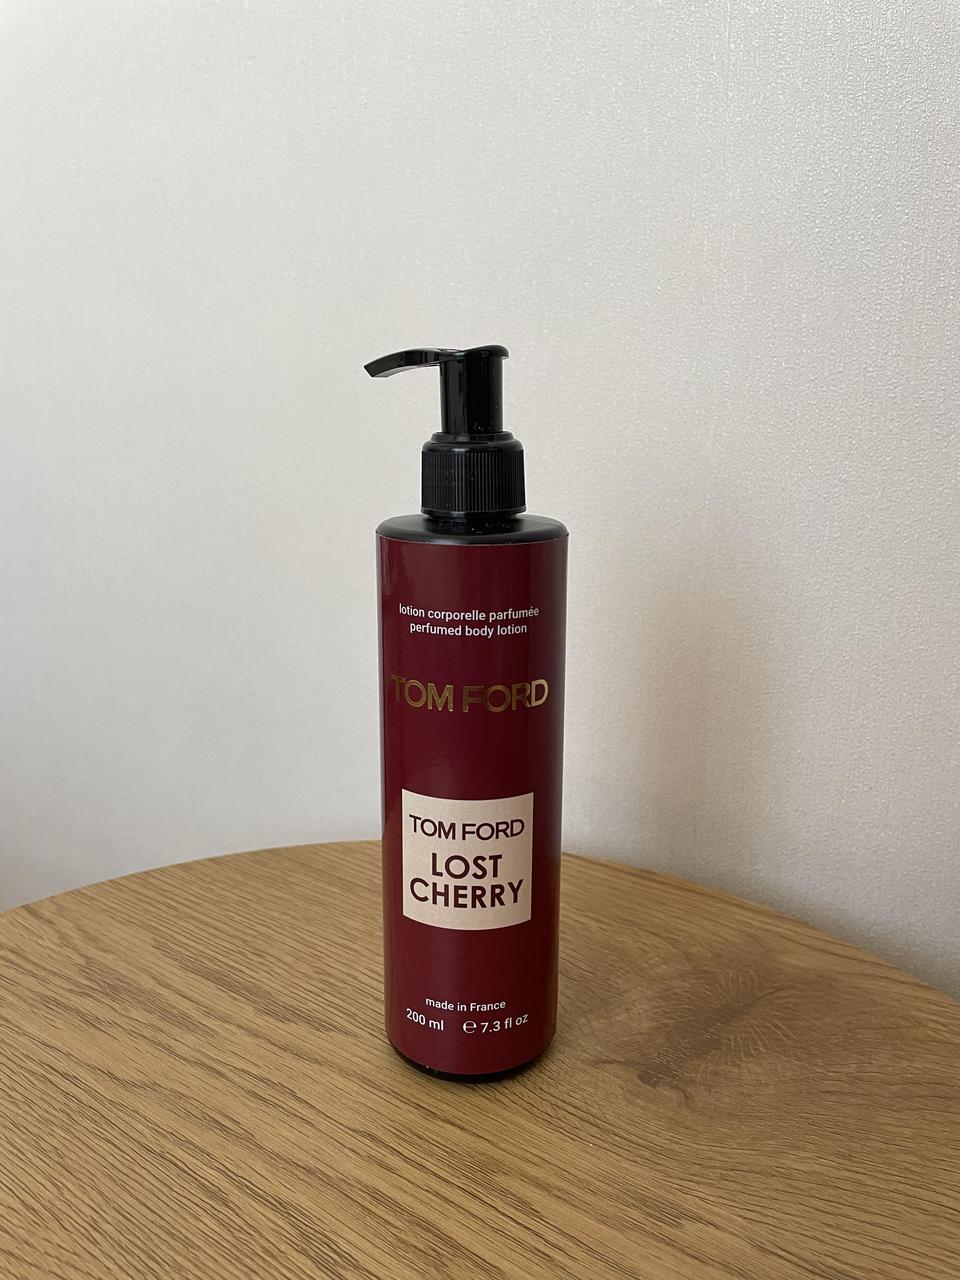 lotion corporelle parfumée
perfumed body lotion
TOM FORD
TOM FORD
LOST
CHERRY
made in France
200 ml ℮ 7.3 fl oz